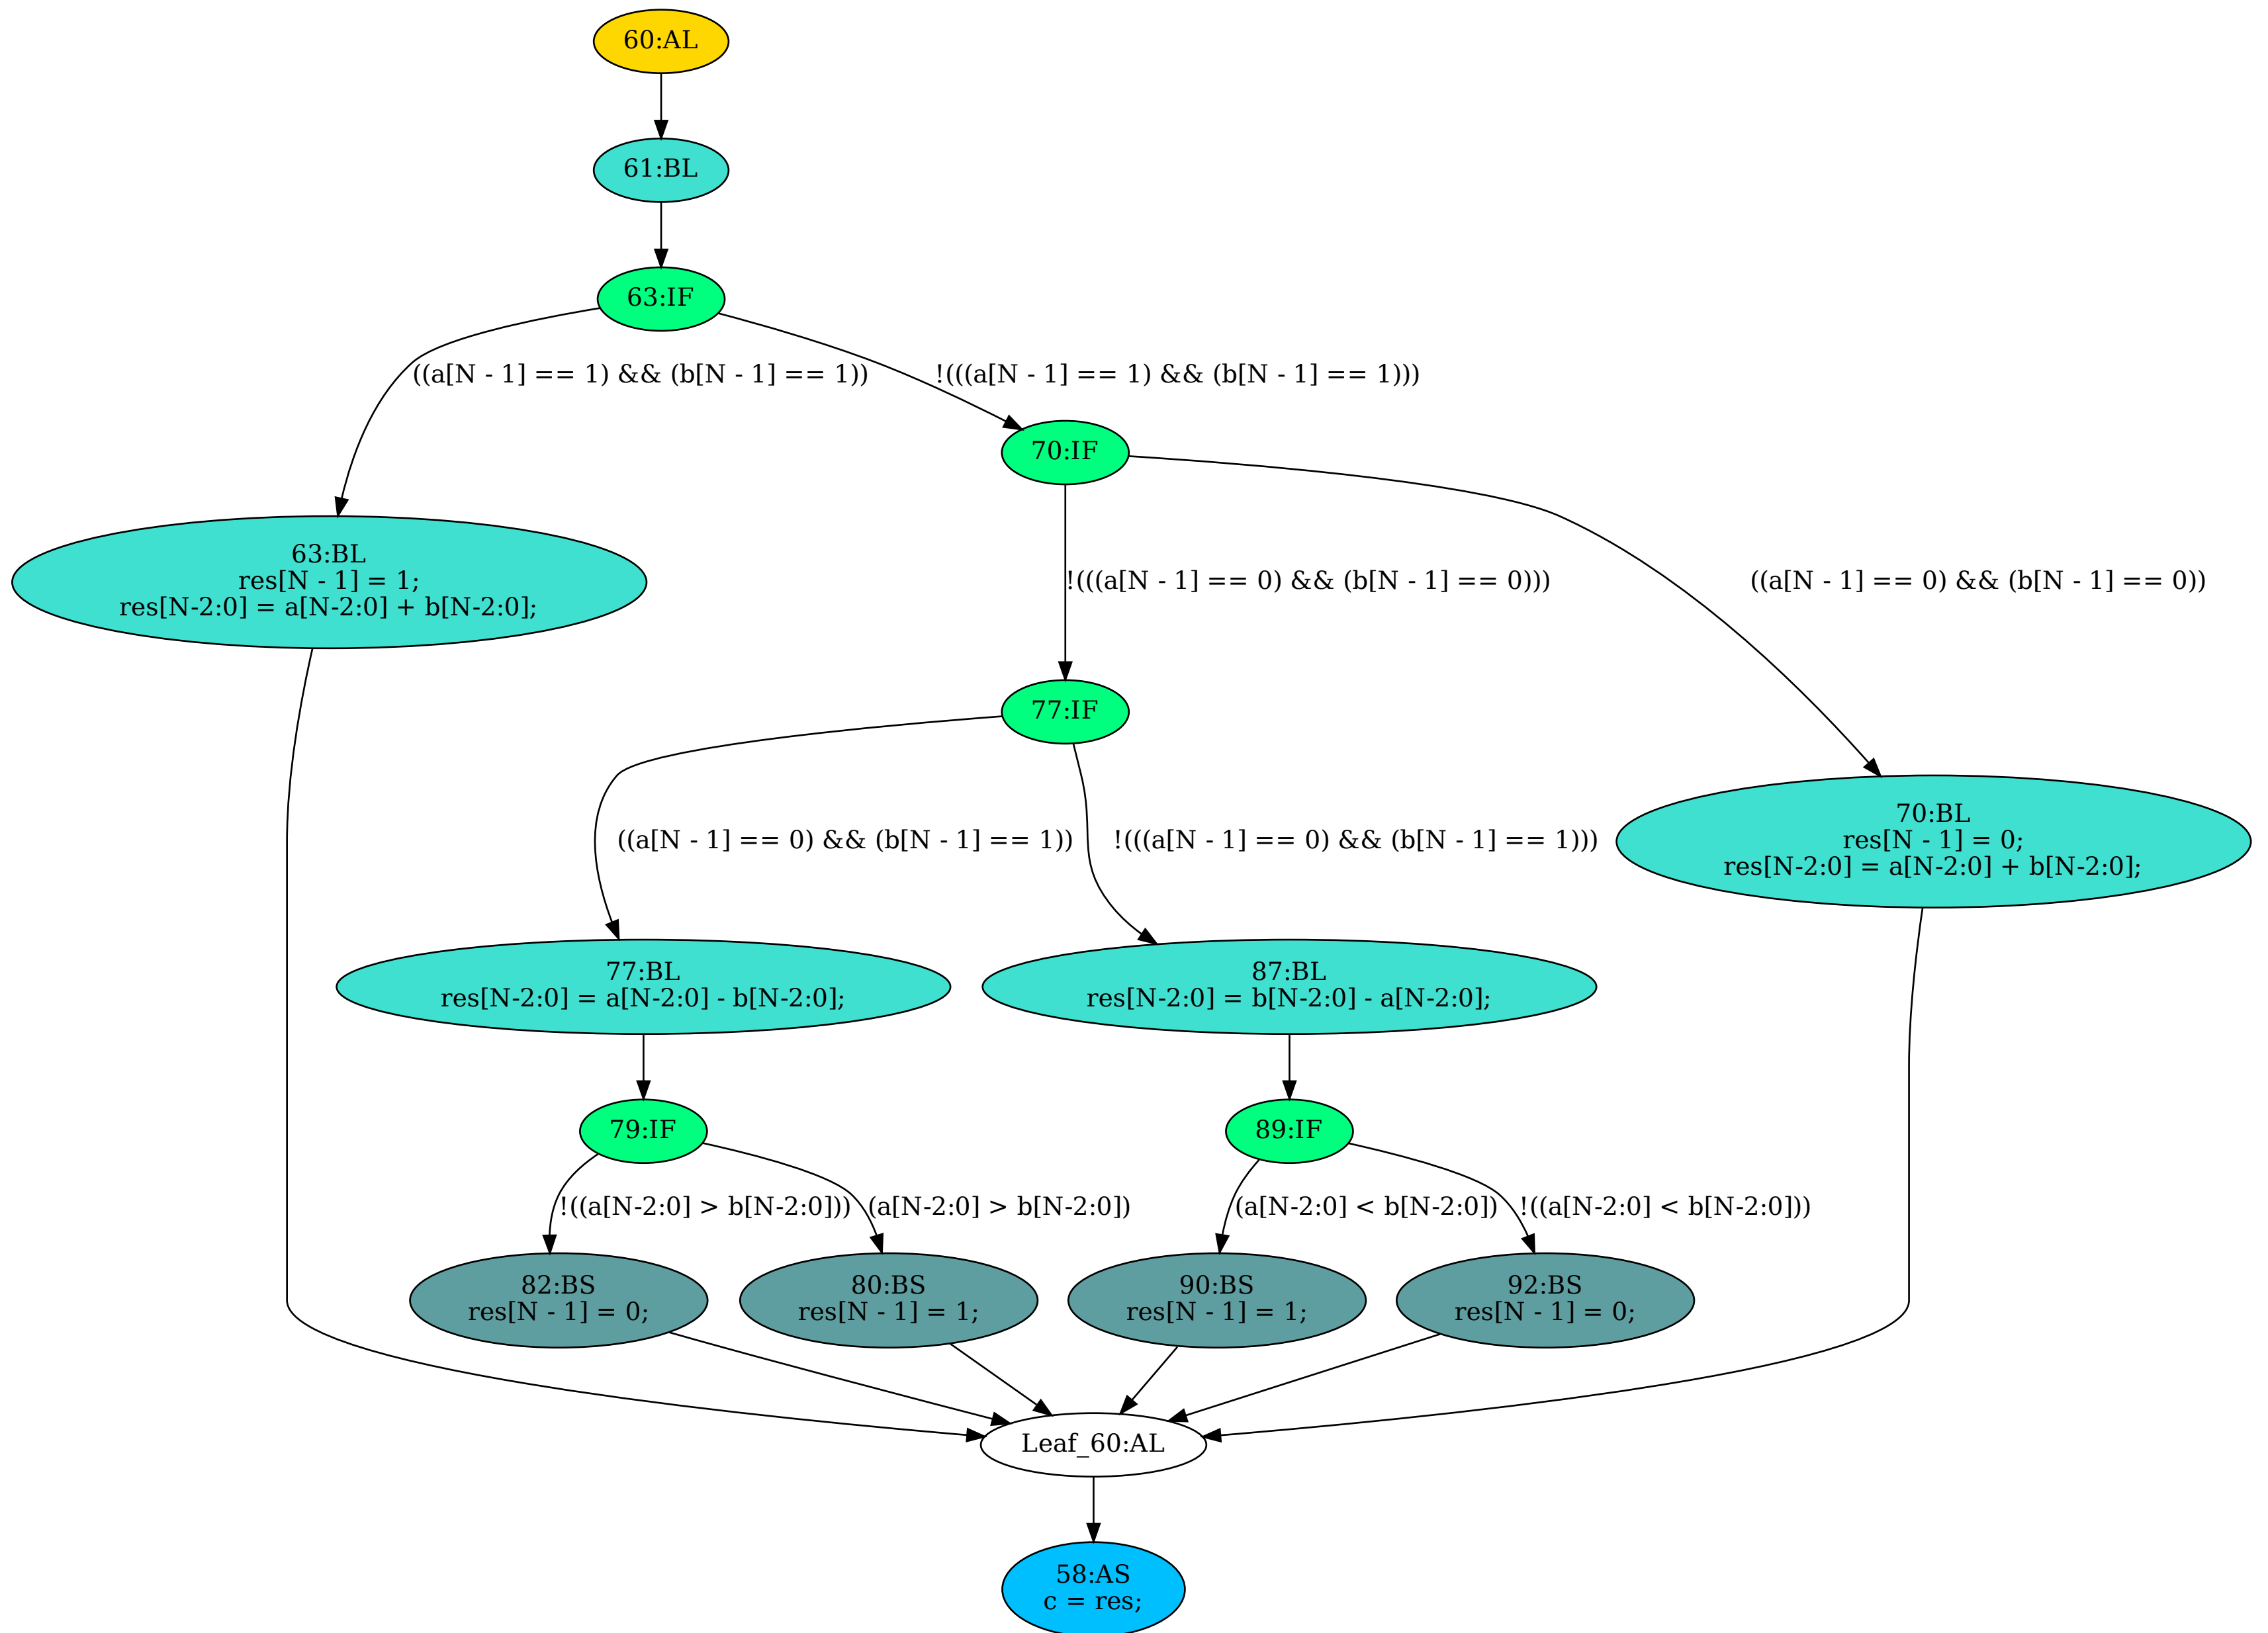 60:AL
61:BL
63:IF
((a[N - 1] == 1) && (b[N - 1] == 1))
!(((a[N - 1] == 1) && (b[N - 1] == 1)))
70:IF
63:BL
res[N - 1] = 1;
res[N-2:0] = a[N-2:0] + b[N-2:0];
!(((a[N - 1] == 0) && (b[N - 1] == 0)))
((a[N - 1] == 0) && (b[N - 1] == 0))
77:IF
((a[N - 1] == 0) && (b[N - 1] == 1))
!(((a[N - 1] == 0) && (b[N - 1] == 1)))
70:BL
res[N - 1] = 0;
res[N-2:0] = a[N-2:0] + b[N-2:0];
77:BL
res[N-2:0] = a[N-2:0] - b[N-2:0];
87:BL
res[N-2:0] = b[N-2:0] - a[N-2:0];
79:IF
89:IF
!((a[N-2:0] > b[N-2:0]))
(a[N-2:0] > b[N-2:0])
(a[N-2:0] < b[N-2:0])
!((a[N-2:0] < b[N-2:0]))
82:BS
res[N - 1] = 0;
80:BS
res[N - 1] = 1;
90:BS
res[N - 1] = 1;
92:BS
res[N - 1] = 0;
Leaf_60:AL
58:AS
c = res;